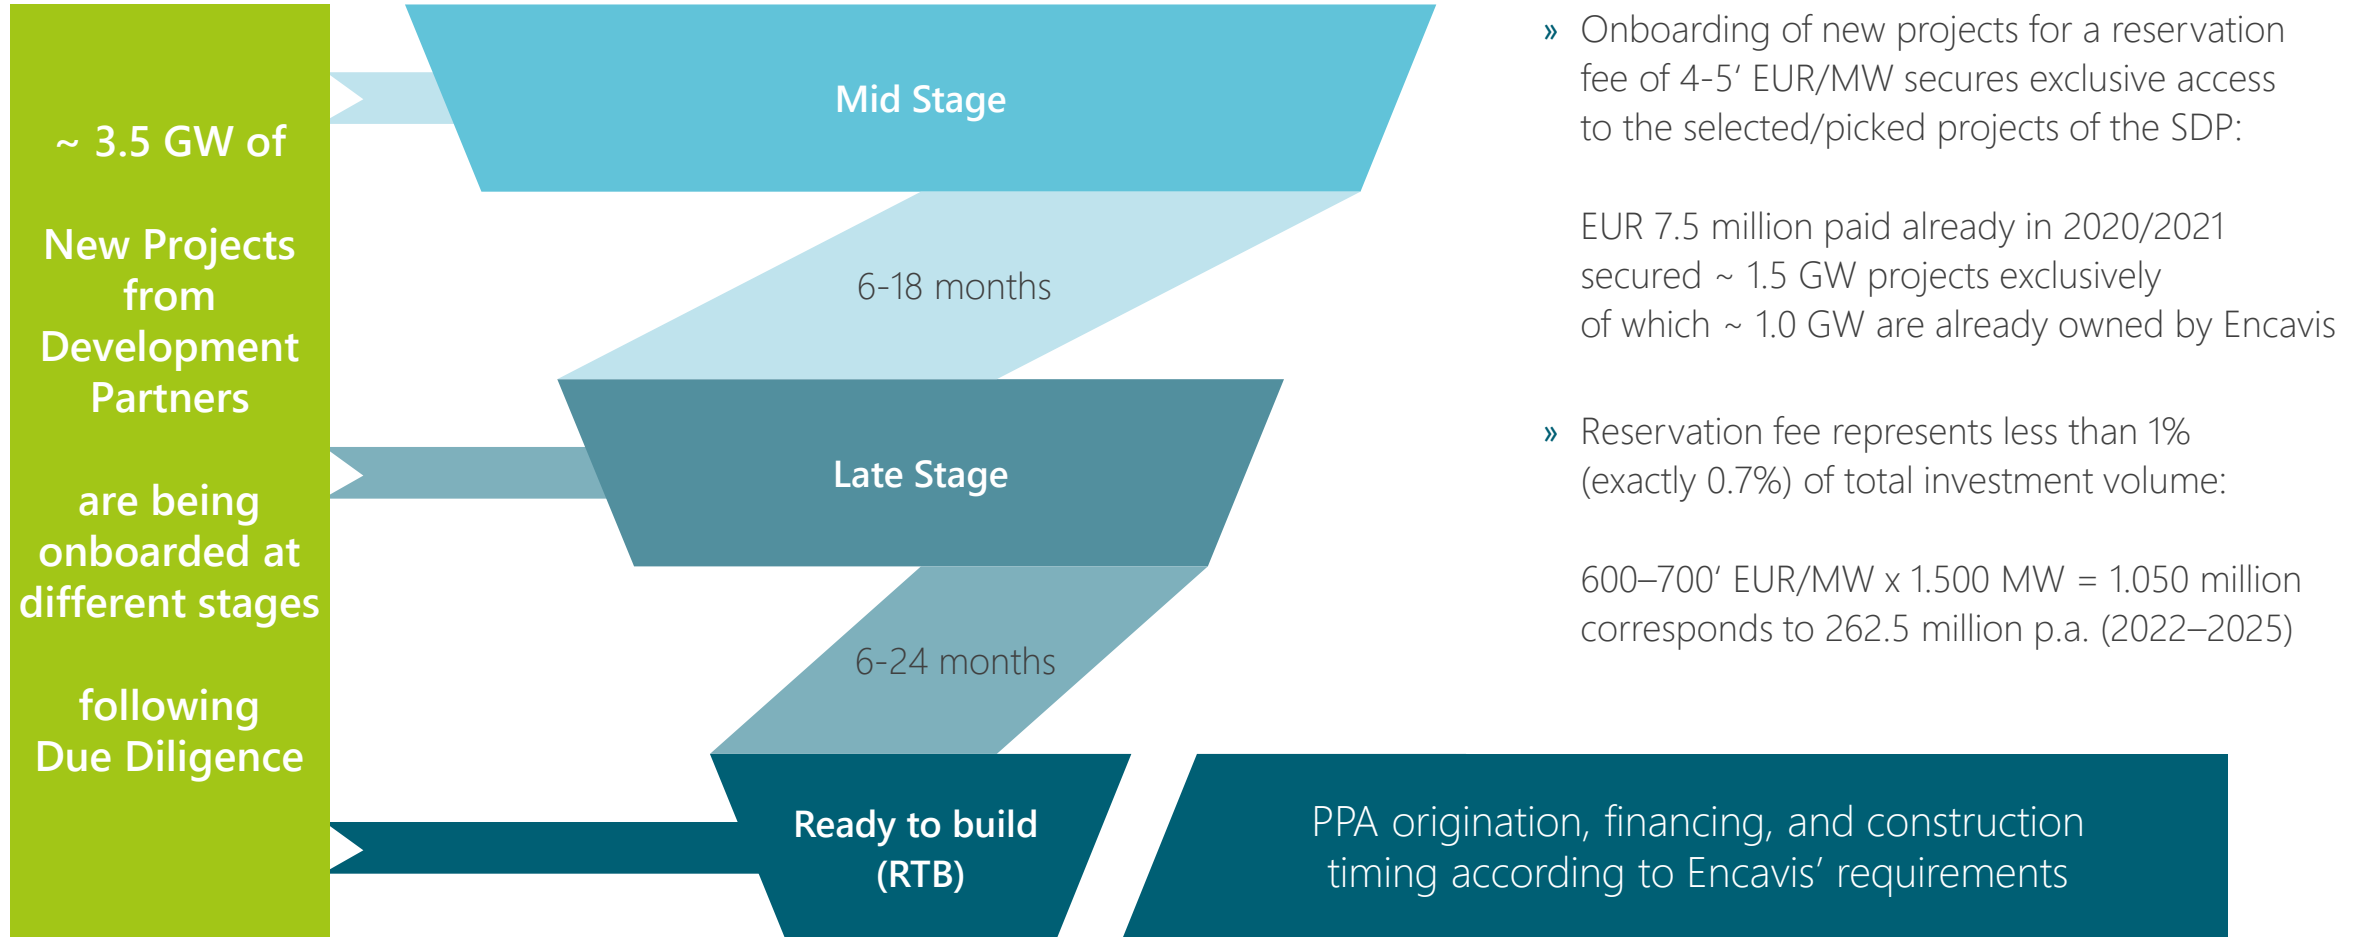 ~ 3.5 GW of
New Projects
from
Development
Partners
are being
onboarded at
different stages
following
Due Diligence
Mid Stage
6-18 months
Late Stage
6-24 months
Ready to build
(RTB)
» Onboarding of new projects for a reservation
fee of 4-5‘ EUR/MW secures exclusive access
to the selected/picked projects of the SDP:
EUR 7.5 million paid already in 2020/2021
secured ~ 1.5 GW projects exclusively
of which ~ 1.0 GW are already owned by Encavis
» Reservation fee represents less than 1%
(exactly 0.7%) of total investment volume:
600–700‘ EUR/MW x 1.500 MW = 1.050 million
corresponds to 262.5 million p.a. (2022–2025)
PPA origination, financing, and construction
timing according to Encavis’ requirements